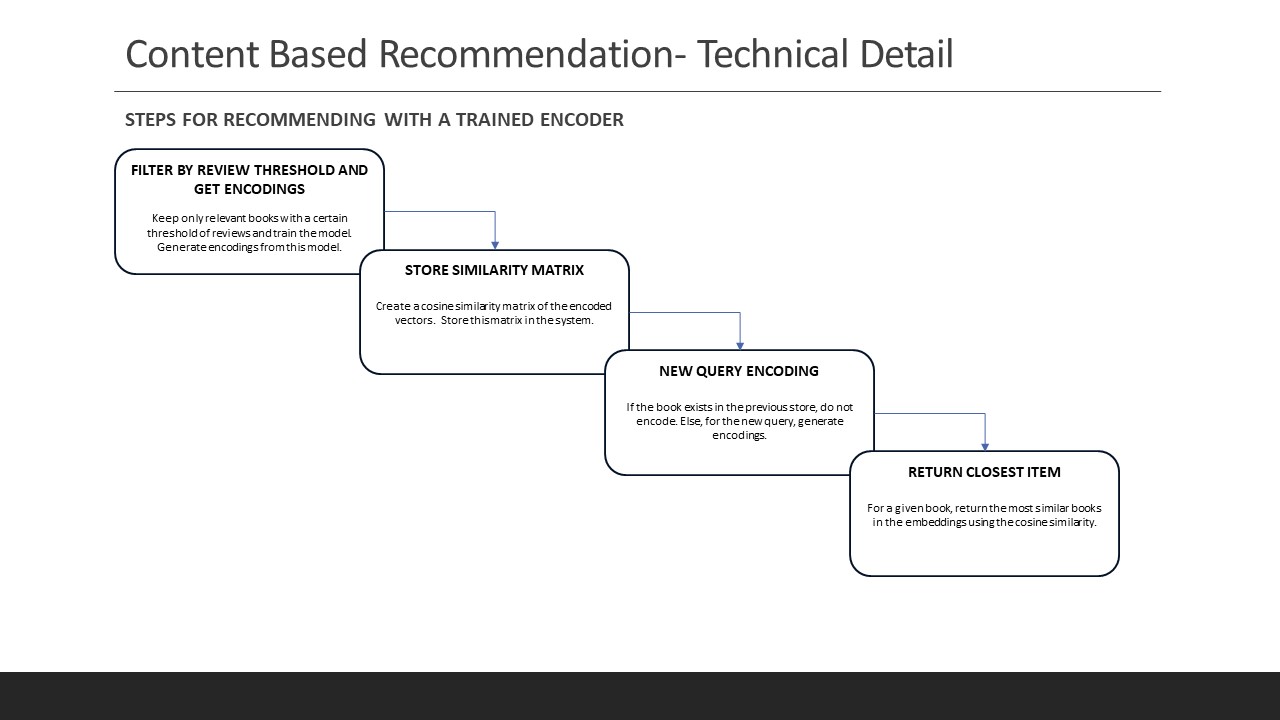 Content Based Recommendation- Technical Detail
STEPS FOR RECOMMENDING WITH A TRAINED ENCODER
FILTER BY REVIEW THRESHOLD AND
GET ENCODINGS
Keep only relevant books with a certain
threshold of reviews and train the model.
Generate encodings from this model.
STORE SIMILARITY MATRIX
Create a cosine similarity matrix of the encoded
vectors.  Store this matrix in the system.
NEW QUERY ENCODING
If the book exists in the previous store, do not
encode. Else, for the new query, generate
encodings.
RETURN CLOSEST ITEM
For a given book, return the most similar books
in the embeddings using the cosine similarity.